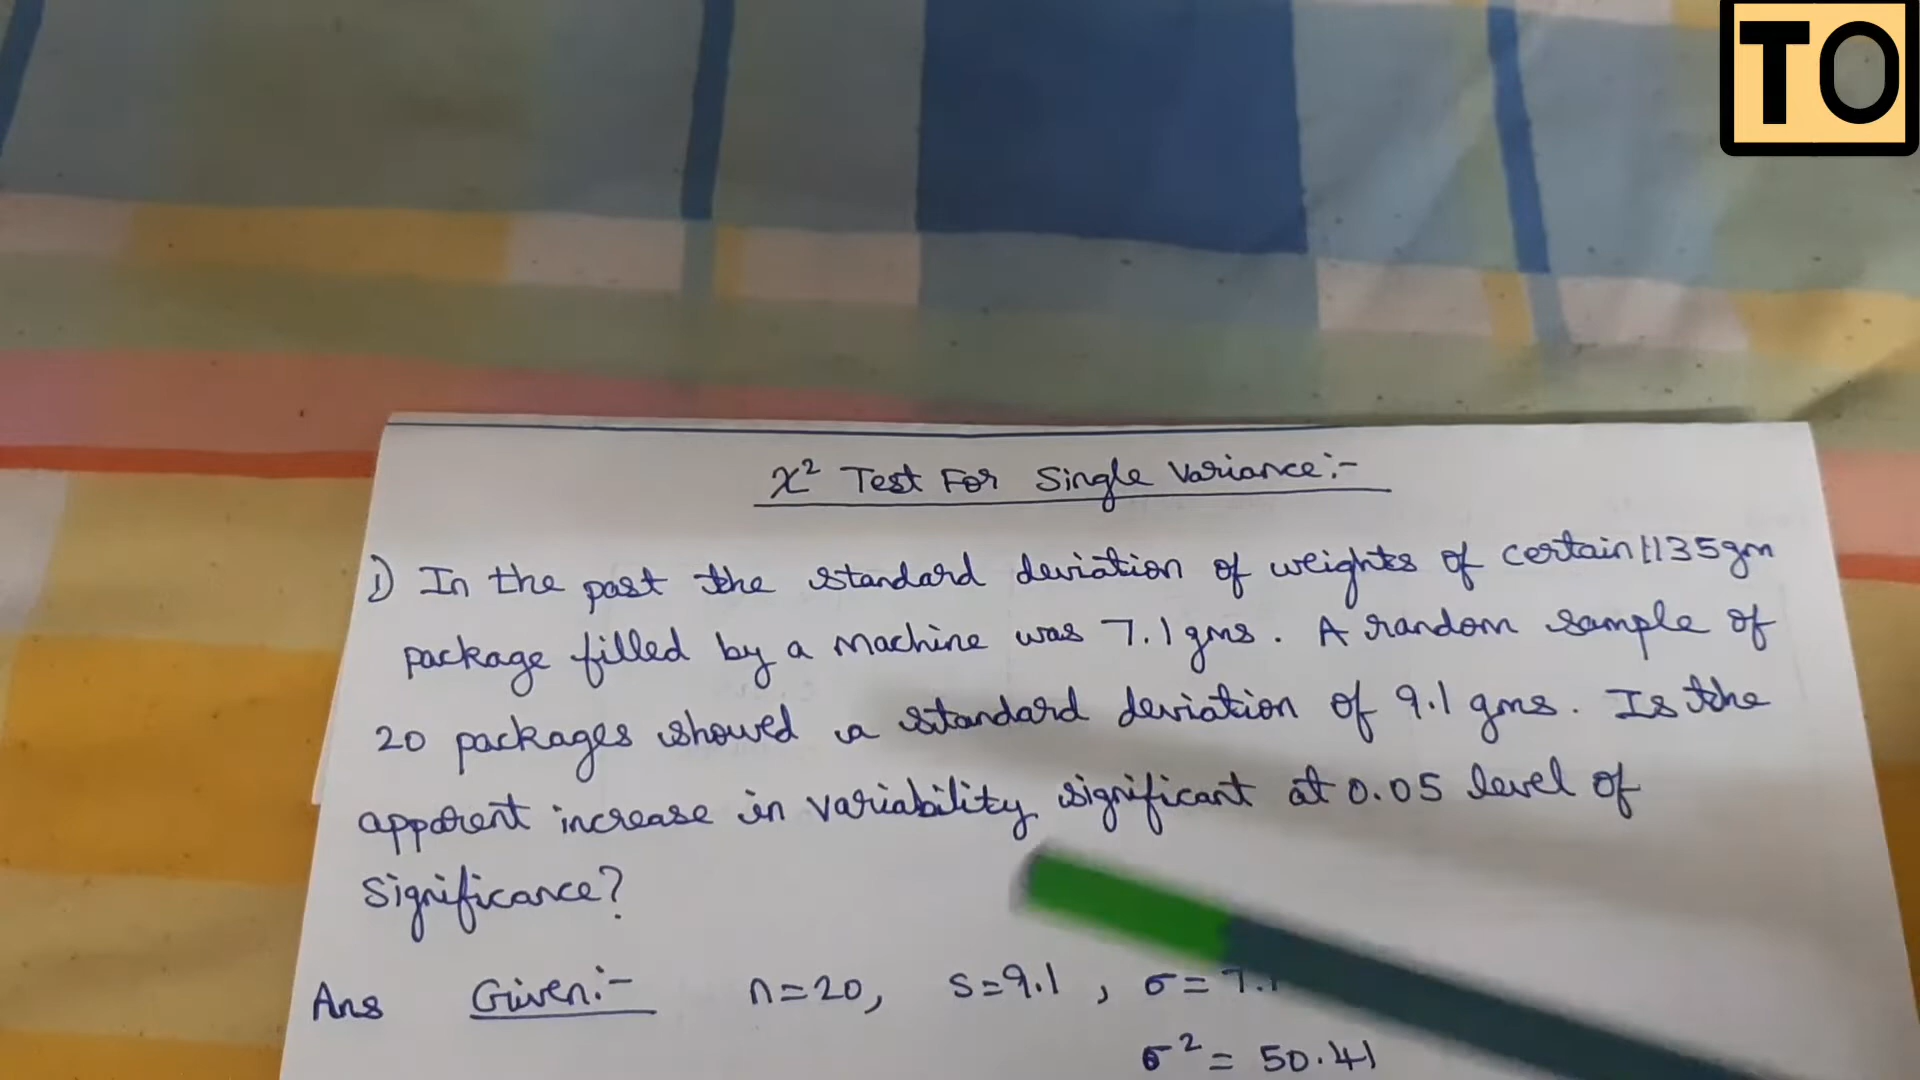 TO
χ² Test For Single Variance:-
1) In the past the standard deviation of weights of certain 1135gm
package filled by a machine was 7.1 gms. A random sample of
20 packages showed a standard deviation of 9.1 gms. Is the
apparent increase in variability significant at 0.05 level of
Significance?
Ans Given:- n=20, s=9.1, σ=7.1
σ² = 50.41